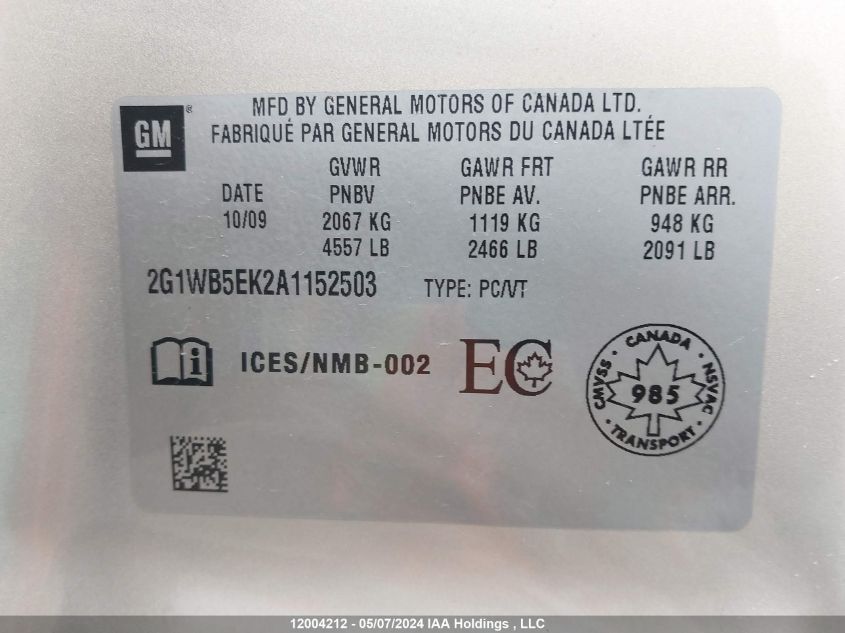 GM
MFD BY GENERAL MOTORS OF CANADA LTD.
FABRIQUÉ PAR GENERAL MOTORS DU CANADA LTÉE
GVWR GAWR FRT GAWR RR
DATE PNBV PNBE AV. PNBE ARR.
10/09 2067 KG 1119 KG 948 KG
4557 LB 2466 LB 2091 LB
2G1WB5EK2A1152503 TYPE: PC/VT
i ICES/NMB-002 EC
CANADA
CMVSS 985 NSVAC
TRANSPORT
12004212 - 05/07/2024 IAA Holdings , LLC